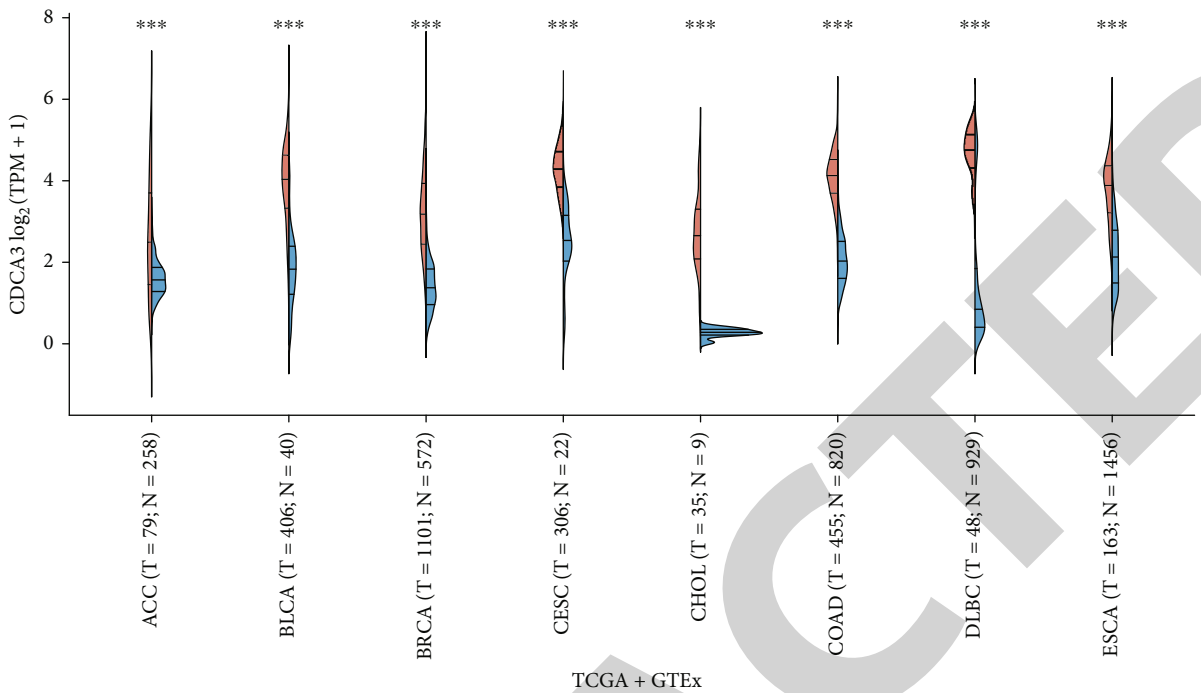 8
6
4
2
0
CDCA3 log₂(TPM + 1)
*** *** *** *** *** *** *** ***
ACC (T = 79; N = 258)
BLCA (T = 406; N = 40)
BRCA (T = 1101; N = 572)
CESC (T = 306; N = 22)
CHOL (T = 35; N = 9)
COAD (T = 455; N = 820)
DLBC (T = 48; N = 929)
ESCA (T = 163; N = 1456)
TCGA + GTEx
CTED